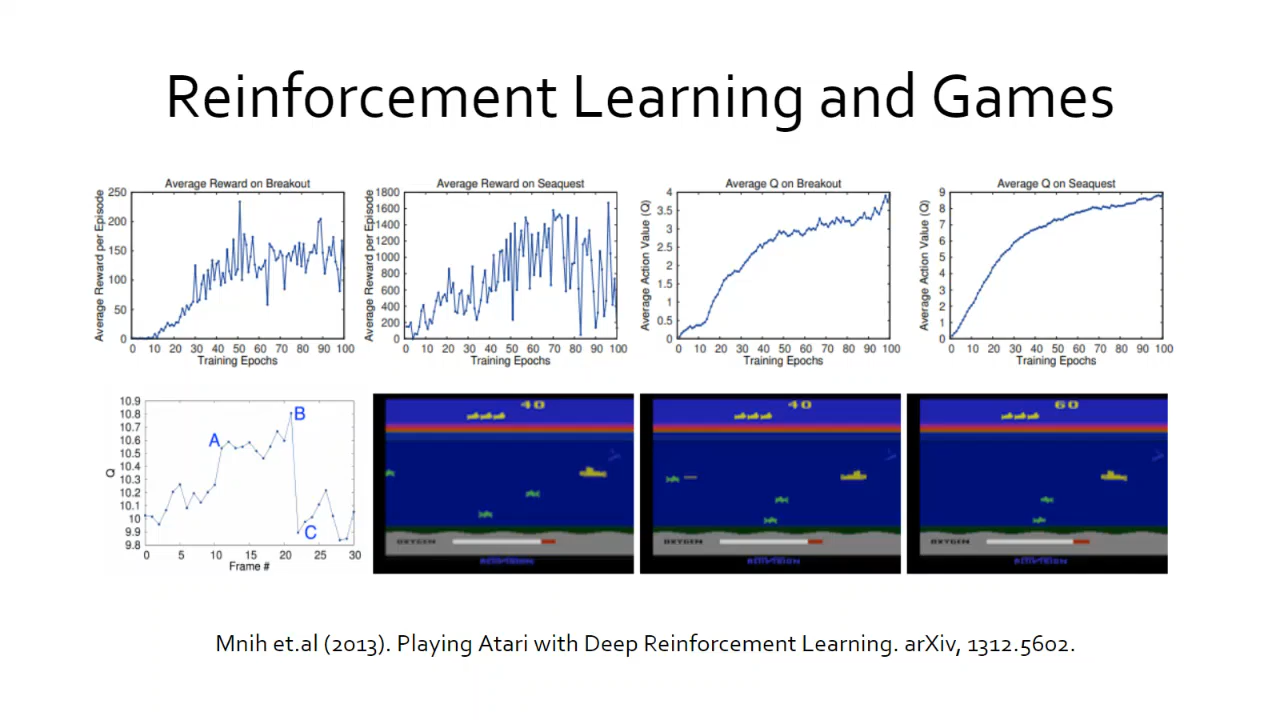 Reinforcement Learning and Games
Average Reward on Breakout
Average Reward per Episode
250
200
150
100
50
0
0 10 20 30 40 50 60 70 80 90 100
Training Epochs
Average Reward on Seaquest
Average Reward per Episode
1800
1600
1400
1200
1000
800
600
400
200
0
0 10 20 30 40 50 60 70 80 90 100
Training Epochs
Average Q on Breakout
Average Action Value (Q)
4
3.5
3
2.5
2
1.5
1
0.5
0
0 10 20 30 40 50 60 70 80 90 100
Training Epochs
Average Q on Seaquest
Average Action Value (Q)
9
8
7
6
5
4
3
2
1
0
0 10 20 30 40 50 60 70 80 90 100
Training Epochs
Q
10.9
10.8
10.7
10.6
10.5
10.4
10.3
10.2
10.1
10
9.9
9.8
A
B
C
0 5 10 15 20 25 30
Frame #
40
OXYGEN
ACTIVISION
40
OXYGEN
ACTIVISION
60
OXYGEN
ACTIVISION
Mnih et.al (2013). Playing Atari with Deep Reinforcement Learning. arXiv, 1312.5602.